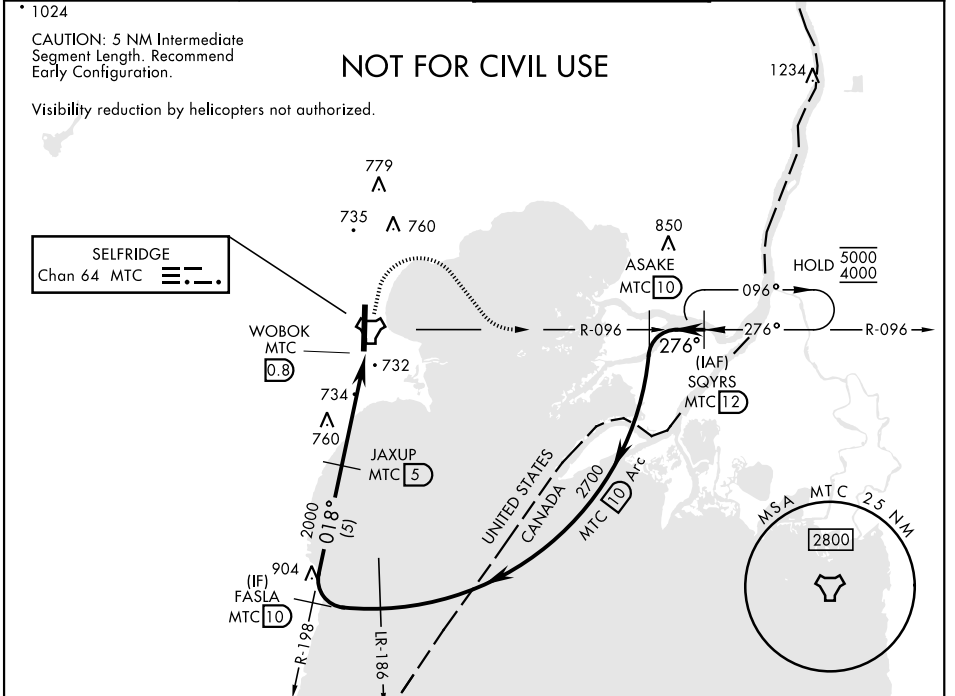 1024
CAUTION: 5 NM Intermediate
Segment Length. Recommend
Early Configuration.
NOT FOR CIVIL USE
1234
Visibility reduction by helicopters not authorized.
779
735
760
850
SELFRIDGE
Chan 64 MTC
ASAKE
MTC 10
HOLD 5000
4000
096°
WOBOK
MTC
0.8
R-096
276°
R-096
276°
(IAF)
SQYRS
MTC 12
732
734
760
JAXUP
MTC 5
UNITED STATES
CANADA
2700
MTC 10 Arc
2000
018°
(5)
MSA MTC 25 NM
2800
904
(IF)
FASLA
MTC 10
R-198
LR-186